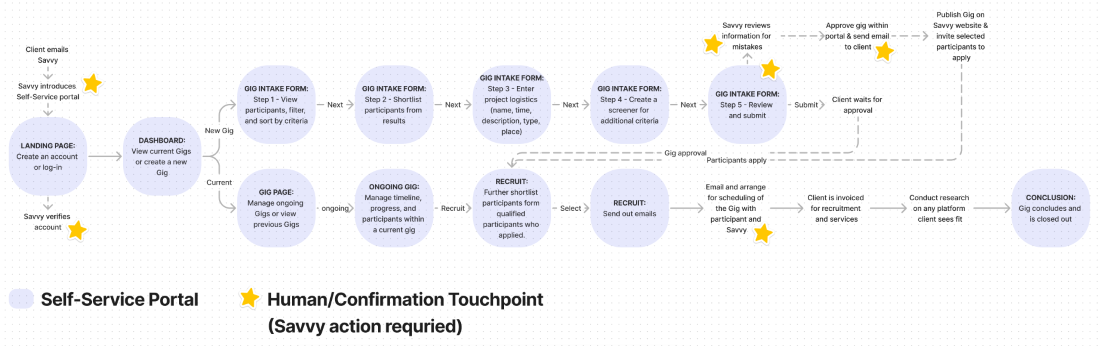 Client emails
Savvy
Savvy introduces
Self-Service portal
LANDING PAGE:
Create an account
or log-in
Savvy verifies
account
DASHBOARD:
View current Gigs
or create a new
Gig
New Gig
Current
GIG INTAKE FORM:
Step 1 - View
participants, filter,
and sort by criteria
Next
GIG INTAKE FORM:
Step 2 - Shortlist
participants from
results
Next
GIG INTAKE FORM:
Step 3 - Enter
project logistics
(name, time,
description, type,
place)
Next
GIG INTAKE FORM:
Step 4 - Create a
screener for
additional criteria
Next
GIG INTAKE FORM:
Step 5 - Review
and submit
Submit
Client waits for
approval
Savvy reviews
information for
mistakes
Approve gig within
portal & send email
to client
Publish Gig on
Savvy website &
invite selected
participants to
apply
Gig approval
Participants apply
GIG PAGE:
Manage ongoing
Gigs or view
previous Gigs
ongoing
ONGOING GIG:
Manage timeline,
progress, and
participants within
a current gig
Recruit
RECRUIT:
Further shortlist
participants form
qualified
participants who
applied.
Select
RECRUIT:
Send out emails
Email and arrange
for scheduling of
the Gig with
participant and
Savvy
Client is invoiced
for recruitment
and services
Conduct research
on any platform
client sees fit
CONCLUSION:
Gig concludes and
is closed out
Self-Service Portal
Human/Confirmation Touchpoint
(Savvy action requried)